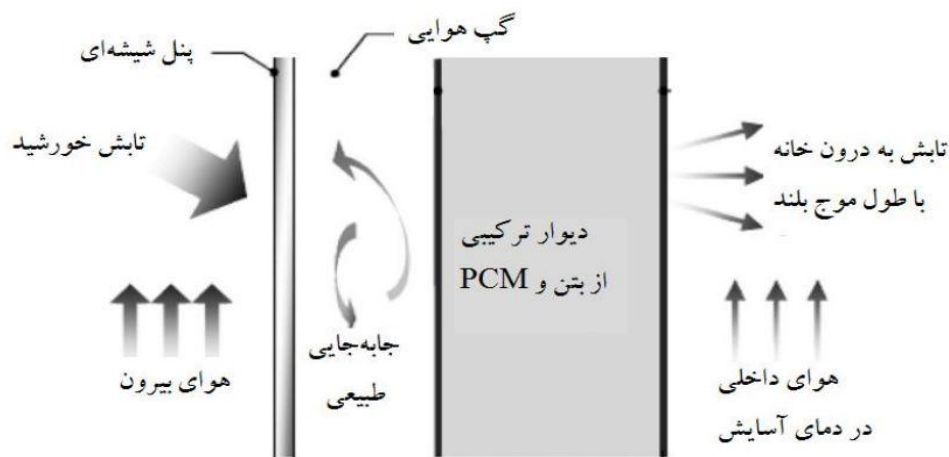 گپ هوایی
پنل شیشه‌ای
تابش خورشید
تابش به درون خانه
با طول موج بلند
دیوار ترکیبی
از بتن و PCM
جابه‌جایی
طبیعی
هوای بیرون
هوای داخلی
در دمای آسایش